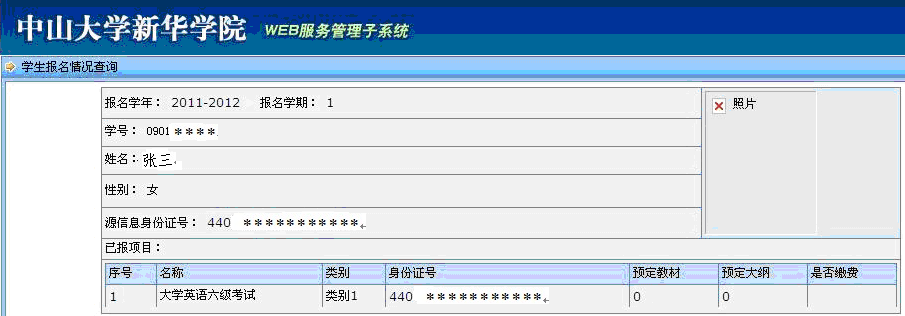 中山大学新华学院 WEB服务管理子系统
学生报名情况查询
报名学年： 2011-2012 报名学期： 1
照片
学号： 0901****
姓名：张三
性别： 女
源信息身份证号： 440 ***********
已报项目：
序号 名称 类别 身份证号 预定教材 预定大纲 是否缴费
1 大学英语六级考试 类别1 440 *********** 0 0